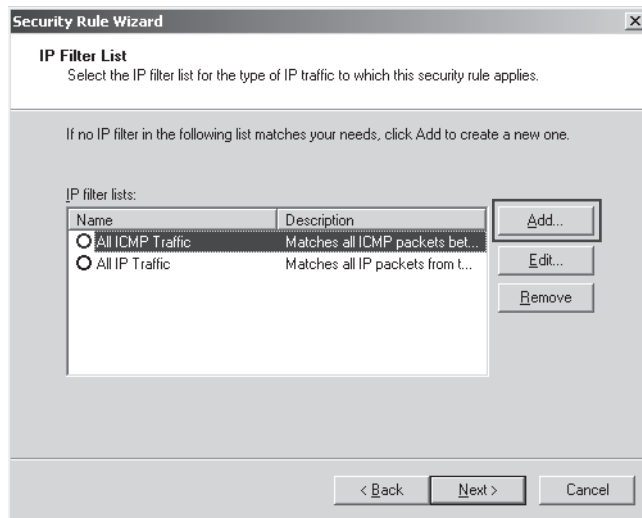 Security Rule Wizard
IP Filter List
Select the IP filter list for the type of IP traffic to which this security rule applies.
If no IP filter in the following list matches your needs, click Add to create a new one.
IP filter lists:
Name Description
All ICMP Traffic Matches all ICMP packets bet...
All IP Traffic Matches all IP packets from t...
Add...
Edit...
Remove
< Back Next > Cancel